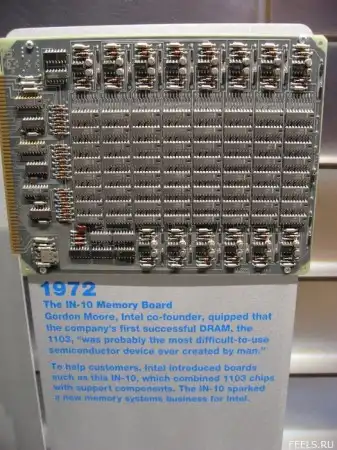 1972
The IN-10 Memory Board
Gordon Moore, Intel co-founder, quipped that
the company's first successful DRAM, the
1103, "was probably the most difficult-to-use
semiconductor device ever created by man."
To help customers, Intel introduced boards
such as this IN-10, which combined 1103 chips
with support components. The IN-10 sparked
a new memory systems business for Intel.
FEELS.RU